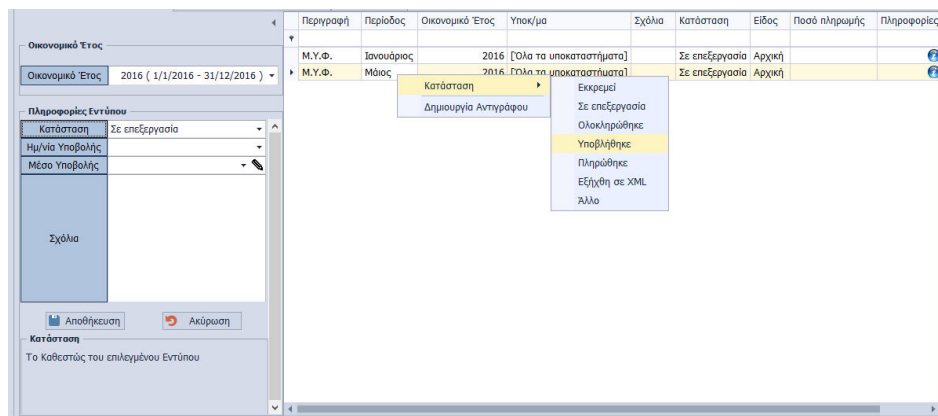 Περιγραφή Περίοδος Οικονομικό Έτος Υποκ/μα Σχόλια Κατάσταση Είδος Ποσό πληρωμής Πληροφορίες
Οικονομικό Έτος
Οικονομικό Έτος 2016 ( 1/1/2016 - 31/12/2016 )
Μ.Υ.Φ. Ιανουάριος 2016 [Όλα τα υποκαταστήματα] Σε επεξεργασία Αρχική
Μ.Υ.Φ. Μάιος 2016 [Όλα τα υποκαταστήματα] Σε επεξεργασία Αρχική
Κατάσταση
Δημιουργία Αντιγράφου
Εκκρεμεί
Σε επεξεργασία
Ολοκληρώθηκε
Υποβλήθηκε
Πληρώθηκε
Εξήχθη σε XML
Άλλο
Πληροφορίες Εντύπου
Κατάσταση Σε επεξεργασία
Ημ/νία Υποβολής
Μέσο Υποβολής
Σχόλια
Αποθήκευση Ακύρωση
Κατάσταση
Το Καθεστώς του επιλεγμένου Εντύπου